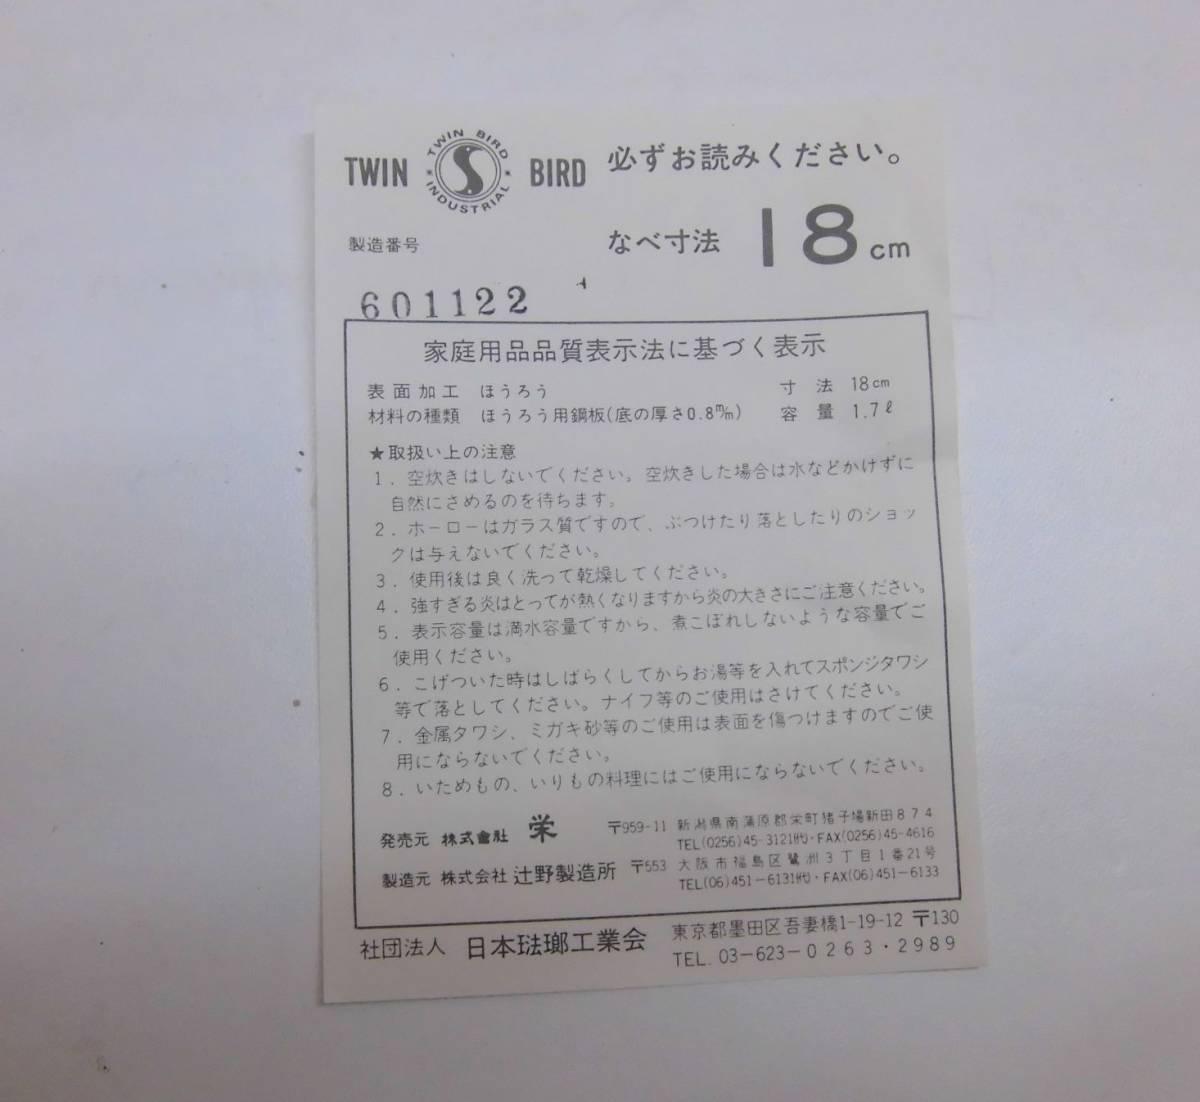 TWIN BIRD
TWIN BIRD
INDUSTRIAL
必ずお読みください。
製造番号
なべ寸法 18cm
601122
家庭用品品質表示法に基づく表示
表面加工 ほうろう 寸法 18cm
材料の種類 ほうろう用鋼板(底の厚さ0.8m/m) 容量 1.7ℓ
★取扱い上の注意
1. 空炊きはしないでください。空炊きした場合は水などかけずに
自然にさめるのを待ちます。
2. ホーローはガラス質ですので、ぶつけたり落としたりのショッ
クは与えないでください。
3. 使用後は良く洗って乾燥してください。
4. 強すぎる炎はとってが熱くなりますから炎の大きさにご注意ください。
5. 表示容量は満水容量ですから、煮こぼれしないような容量でご
使用ください。
6. こげついた時はしばらくしてからお湯等を入れてスポンジタワシ
等で落としてください。ナイフ等のご使用はさけてください。
7. 金属タワシ、ミガキ砂等のご使用は表面を傷つけますのでご使
用にならないでください。
8. いためもの、いりもの料理にはご使用にならないでください。
発売元 株式會社 栄 〒959-11 新潟県南蒲原郡栄町猪子場新田874
TEL(0256)45-3121(代)・FAX(0256)45-4616
製造元 株式会社 辻野製造所 〒553 大阪市福島区鷺洲3丁目1番21号
TEL(06)451-6131(代)・FAX(06)451-6133
社団法人 日本琺瑯工業会 東京都墨田区吾妻橋1-19-12 〒130
TEL. 03-623-0263・2989